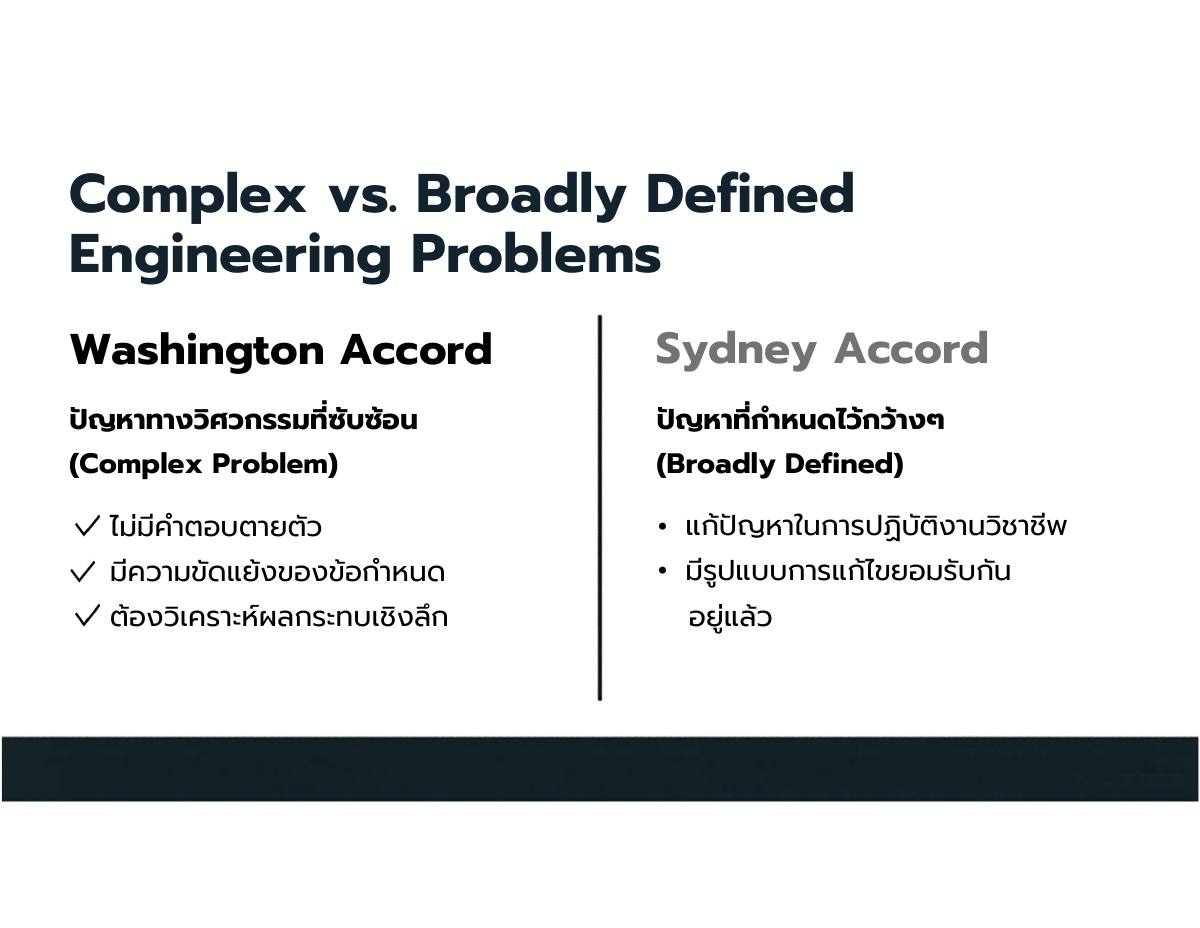 Complex vs. Broadly Defined
Engineering Problems
Washington Accord
ปัญหาทางวิศวกรรมที่ซับซ้อน
(Complex Problem)
✓ ไม่มีคำตอบตายตัว
✓ มีความขัดแย้งของข้อกำหนด
✓ ต้องวิเคราะห์ผลกระทบเชิงลึก
Sydney Accord
ปัญหาที่กำหนดไว้กว้างๆ
(Broadly Defined)
• แก้ปัญหาในการปฏิบัติงานวิชาชีพ
• มีรูปแบบการแก้ไขยอมรับกัน
อยู่แล้ว